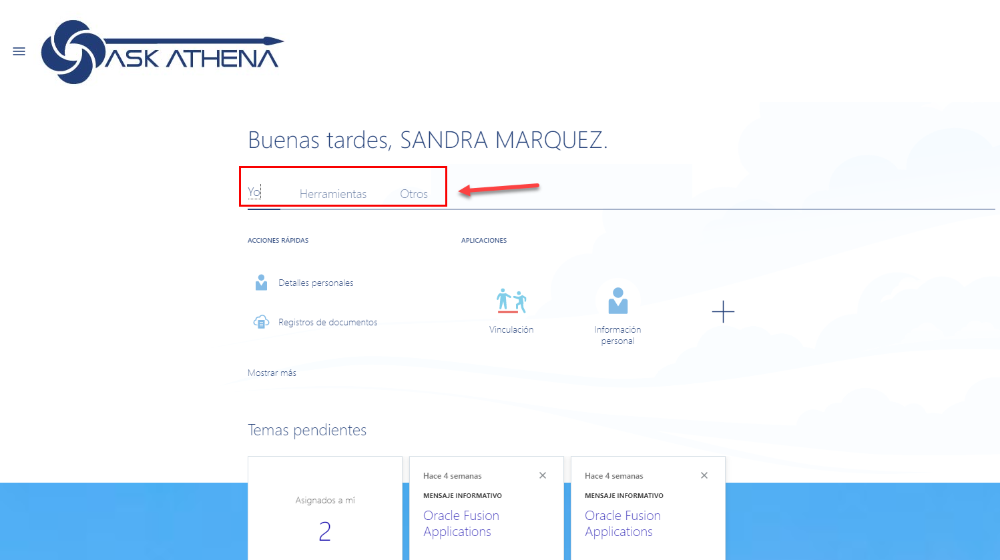 ASK ATHENA
Buenas tardes, SANDRA MARQUEZ.
Yo Herramientas Otros
ACCIONES RÁPIDAS
Detalles personales
Registros de documentos
Mostrar más
APLICACIONES
Vinculación
Información
personal
Temas pendientes
Asignados a mí
2
Hace 4 semanas
MENSAJE INFORMATIVO
Oracle Fusion
Applications
Hace 4 semanas
MENSAJE INFORMATIVO
Oracle Fusion
Applications